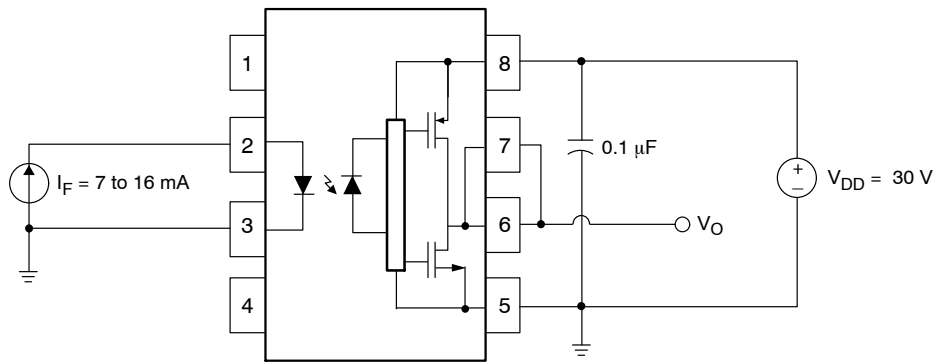 1
8
2
7
0.1 μF
+
–
V_DD = 30 V
I_F = 7 to 16 mA
3
6
V_O
4
5